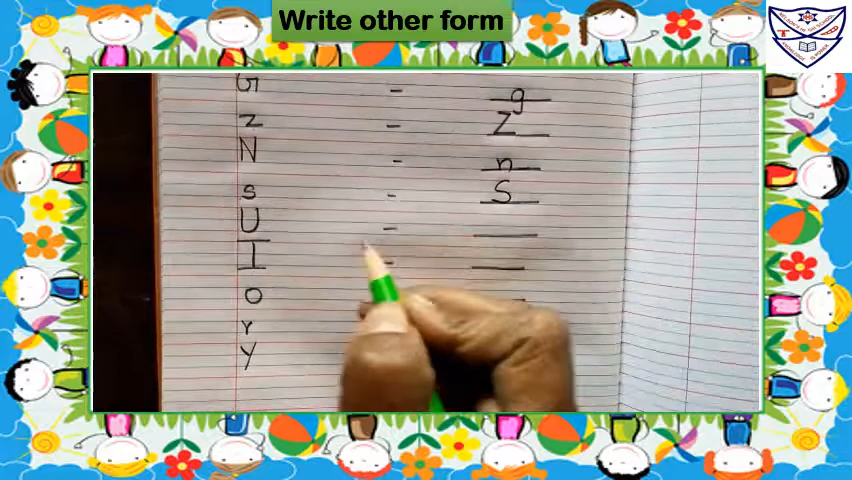 Write other form
G - g
z - Z
N - n
s - S
U -
I -
o
r
Y